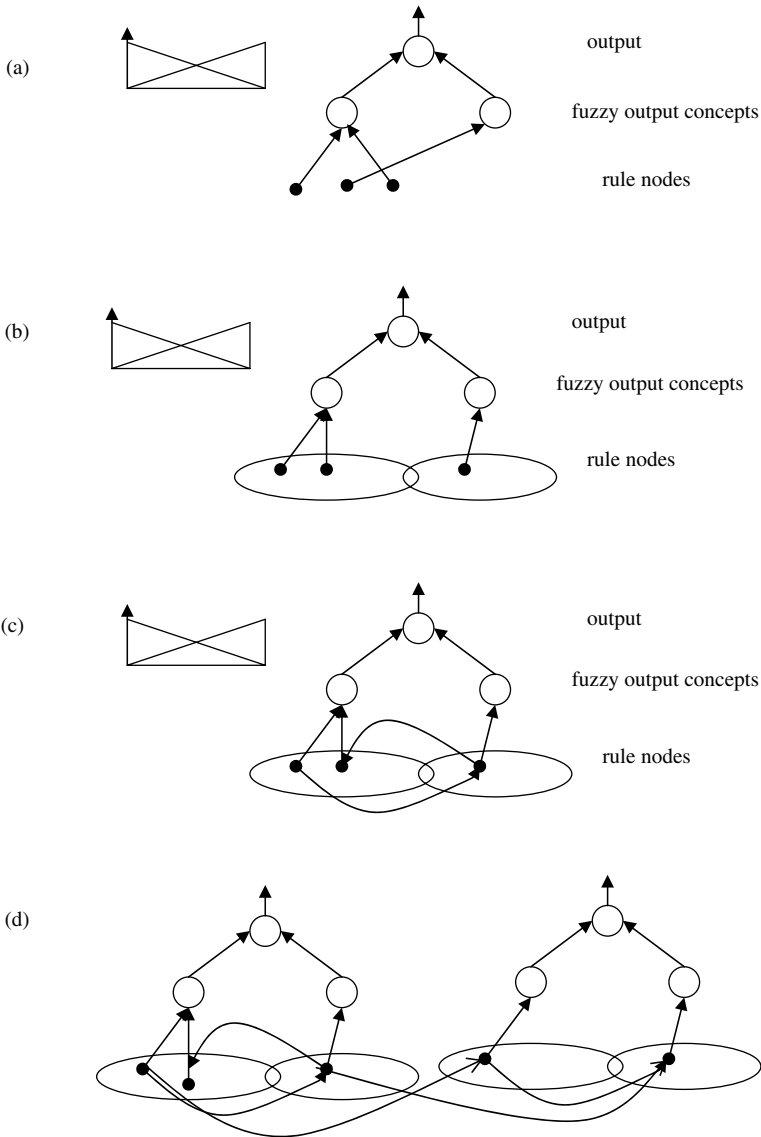 (a)
output
fuzzy output concepts
rule nodes
(b)
output
fuzzy output concepts
rule nodes
(c)
output
fuzzy output concepts
rule nodes
(d)